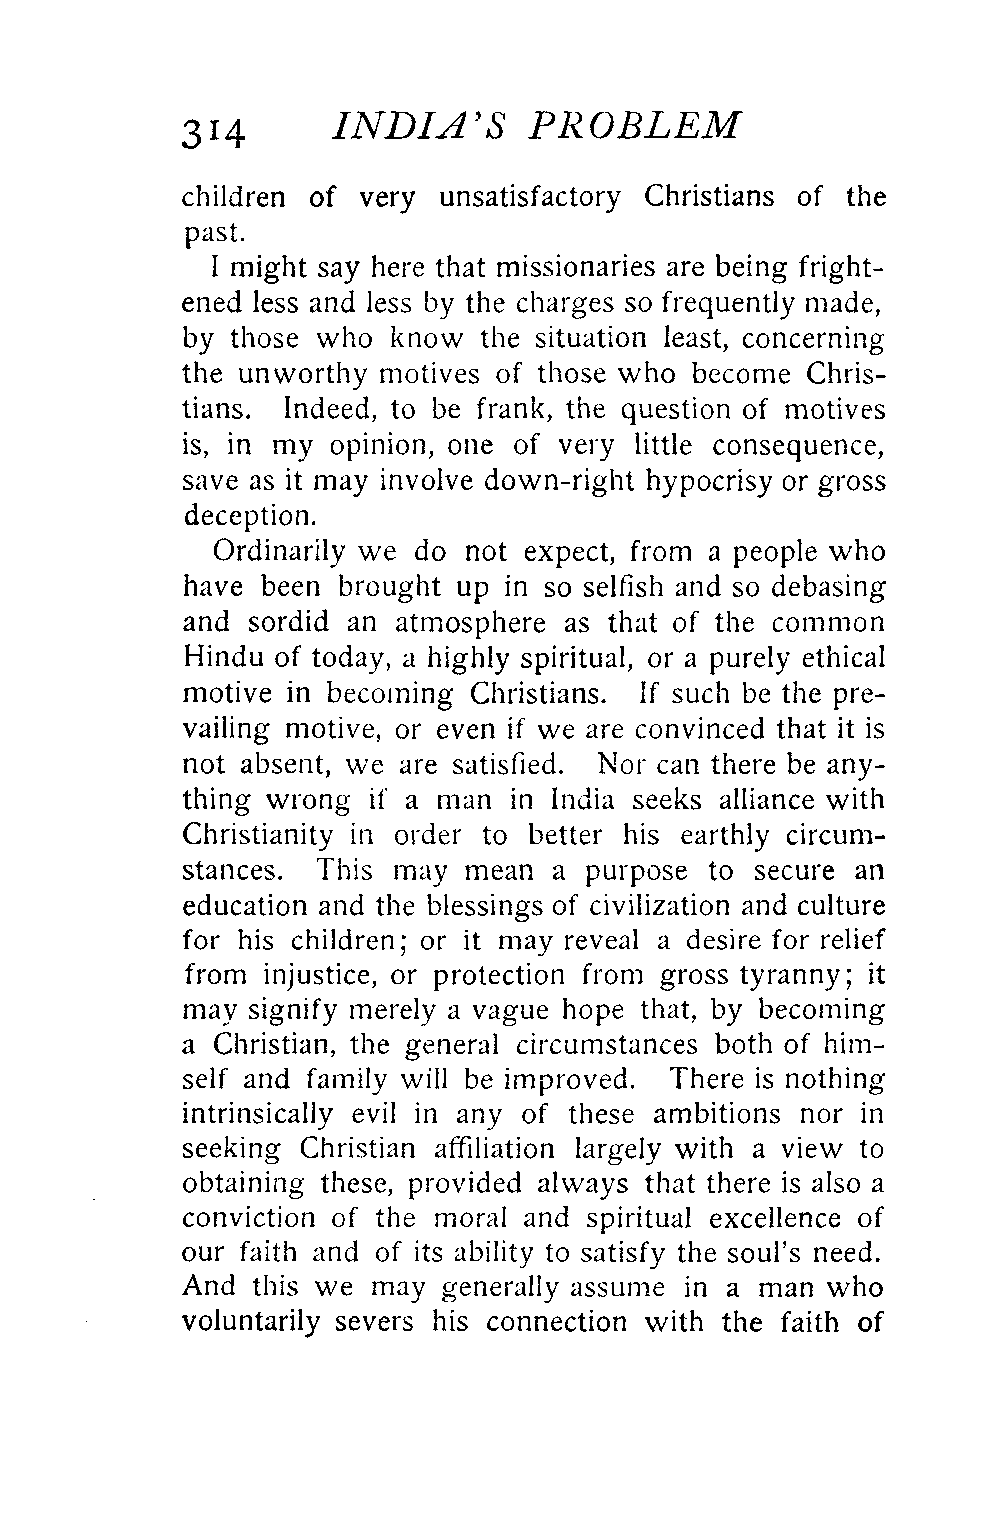 314 INDIA'S PROBLEM
children of very unsatisfactory Christians of the
past.
I might say here that missionaries are being fright-
ened less and less by the charges so frequently made,
by those who know the situation least, concerning
the unworthy motives of those who become Chris-
tians. Indeed, to be frank, the question of motives
is, in my opinion, one of very little consequence,
save as it may involve down-right hypocrisy or gross
deception.
Ordinarily we do not expect, from a people who
have been brought up in so selfish and so debasing
and sordid an atmosphere as that of the common
Hindu of today, a highly spiritual, or a purely ethical
motive in becoming Christians. If such be the pre-
vailing motive, or even if we are convinced that it is
not absent, we are satisfied. Nor can there be any-
thing wrong if a man in India seeks alliance with
Christianity in order to better his earthly circum-
stances. This may mean a purpose to secure an
education and the blessings of civilization and culture
for his children; or it may reveal a desire for relief
from injustice, or protection from gross tyranny; it
may signify merely a vague hope that, by becoming
a Christian, the general circumstances both of him-
self and family will be improved. There is nothing
intrinsically evil in any of these ambitions nor in
seeking Christian affiliation largely with a view to
obtaining these, provided always that there is also a
conviction of the moral and spiritual excellence of
our faith and of its ability to satisfy the soul's need.
And this we may generally assume in a man who
voluntarily severs his connection with the faith of